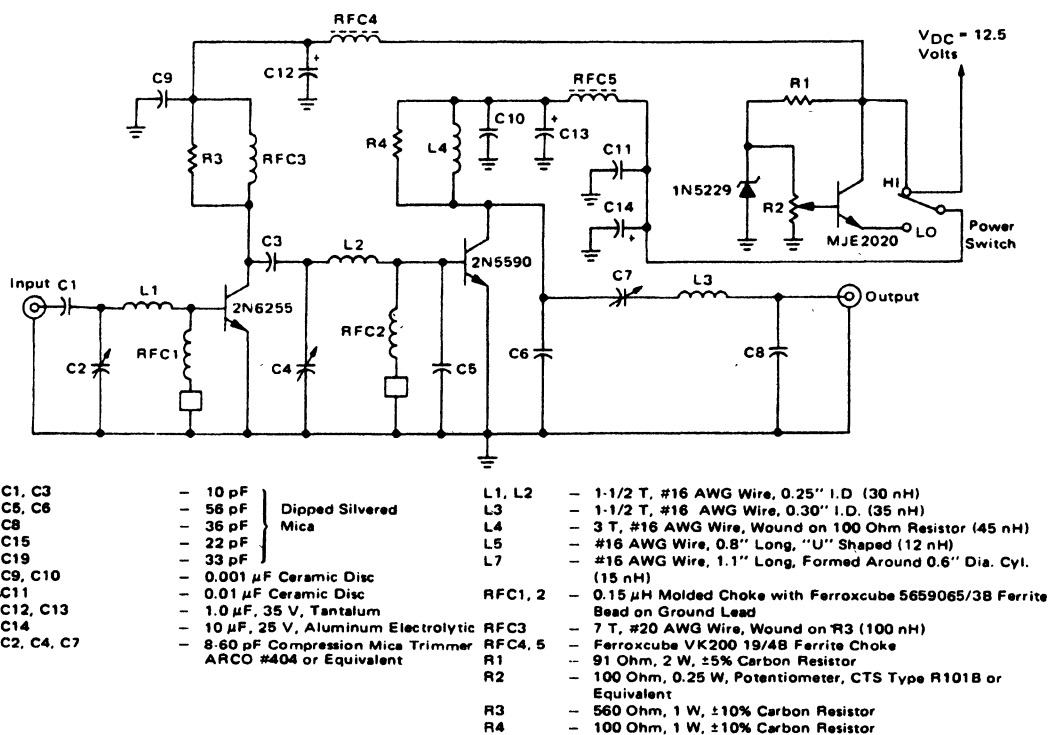 RFC4
VDC = 12.5
Volts
C12
+
C9
RFC5
R1
R3
RFC3
R4
L4
C10
+
C13
C11
1N5229
R2
HI
C14
+
MJE2020
LO
Power
Switch
C3
L2
2N5590
Input
C1
L1
2N6255
C7
L3
Output
RFC1
RFC2
C2
C4
C5
C6
C8
C1, C3 – 10 pF
C5, C6 – 56 pF
C8 – 36 pF
C15 – 22 pF
C19 – 33 pF
Dipped Silvered
Mica
C9, C10 – 0.001 µF Ceramic Disc
C11 – 0.01 µF Ceramic Disc
C12, C13 – 1.0 µF, 35 V, Tantalum
C14 – 10 µF, 25 V, Aluminum Electrolytic
C2, C4, C7 – 8-60 pF Compression Mica Trimmer
ARCO #404 or Equivalent
L1, L2 – 1-1/2 T, #16 AWG Wire, 0.25" I.D (30 nH)
L3 – 1-1/2 T, #16 AWG Wire, 0.30" I.D. (35 nH)
L4 – 3 T, #16 AWG Wire, Wound on 100 Ohm Resistor (45 nH)
L5 – #16 AWG Wire, 0.8" Long, "U" Shaped (12 nH)
L7 – #16 AWG Wire, 1.1" Long, Formed Around 0.6" Dia. Cyl.
(15 nH)
RFC1, 2 – 0.15 µH Molded Choke with Ferroxcube 5659065/3B Ferrite
Bead on Ground Lead
RFC3 – 7 T, #20 AWG Wire, Wound on R3 (100 nH)
RFC4, 5 – Ferroxcube VK200 19/4B Ferrite Choke
R1 – 91 Ohm, 2 W, ±5% Carbon Resistor
R2 – 100 Ohm, 0.25 W, Potentiometer, CTS Type R101B or
Equivalent
R3 – 560 Ohm, 1 W, ±10% Carbon Resistor
R4 – 100 Ohm, 1 W, ±10% Carbon Resistor